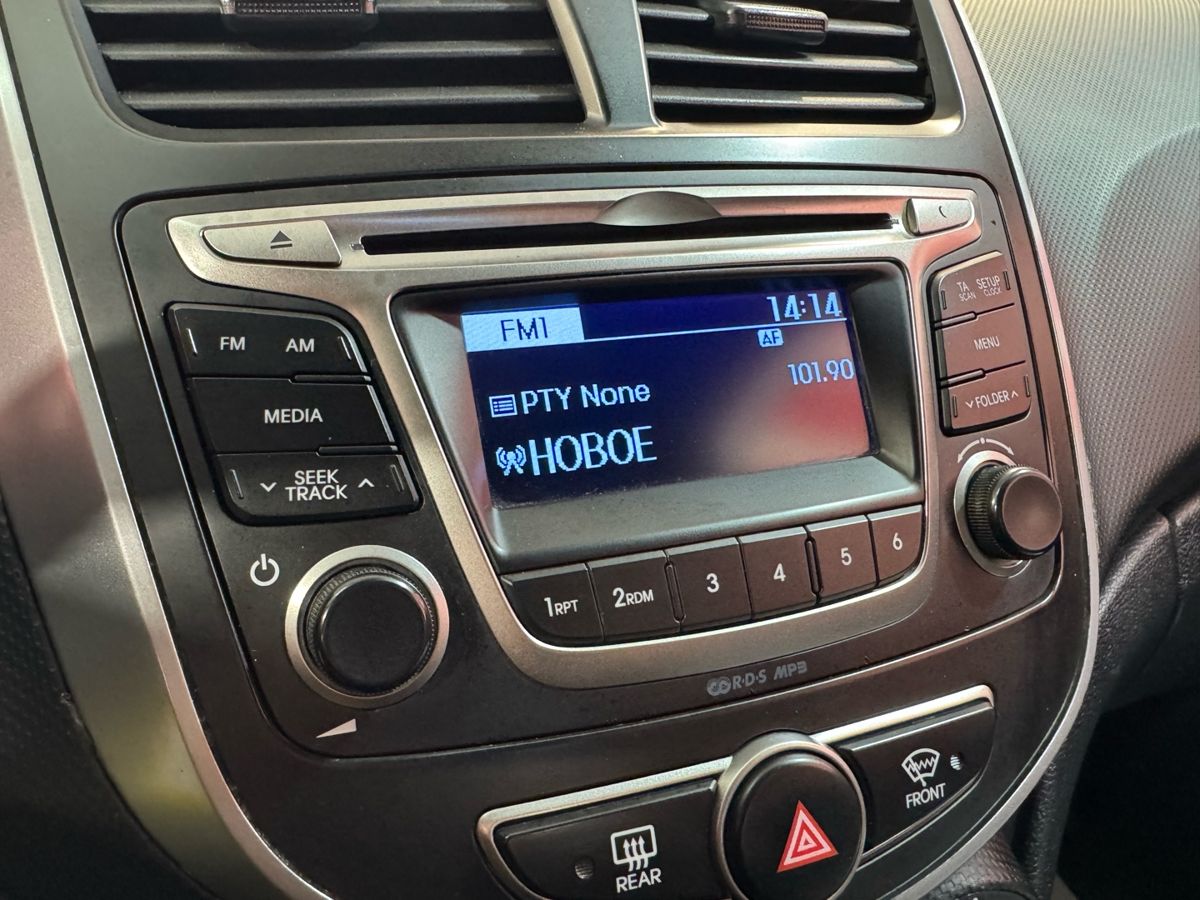 TA SCAN SETUP CLOCK
FM AM
FM1 14:14
AF
MENU
101.90
MEDIA
PTY None
FOLDER
HOBOE
SEEK
TRACK
1RPT 2RDM 3 4 5 6
R·D·S MP3
FRONT
REAR